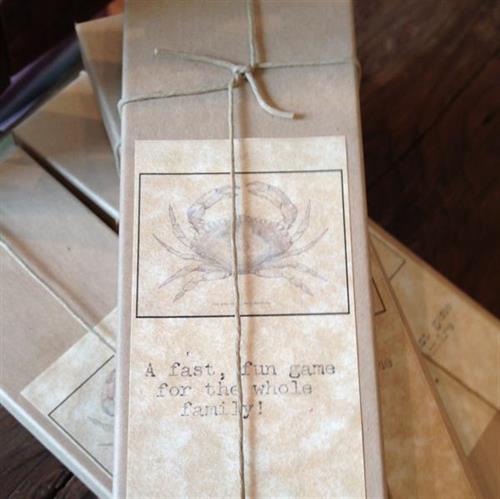 A fast, fun game
for the whole
family!